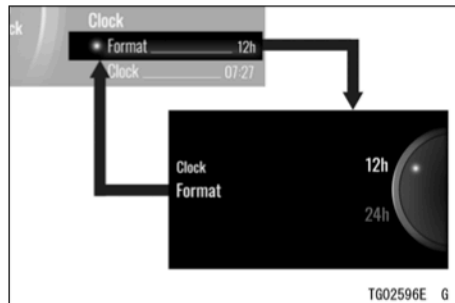 ck
Clock
Format 12h
Clock 07:27
Clock
Format
12h
24h
TG02596E G